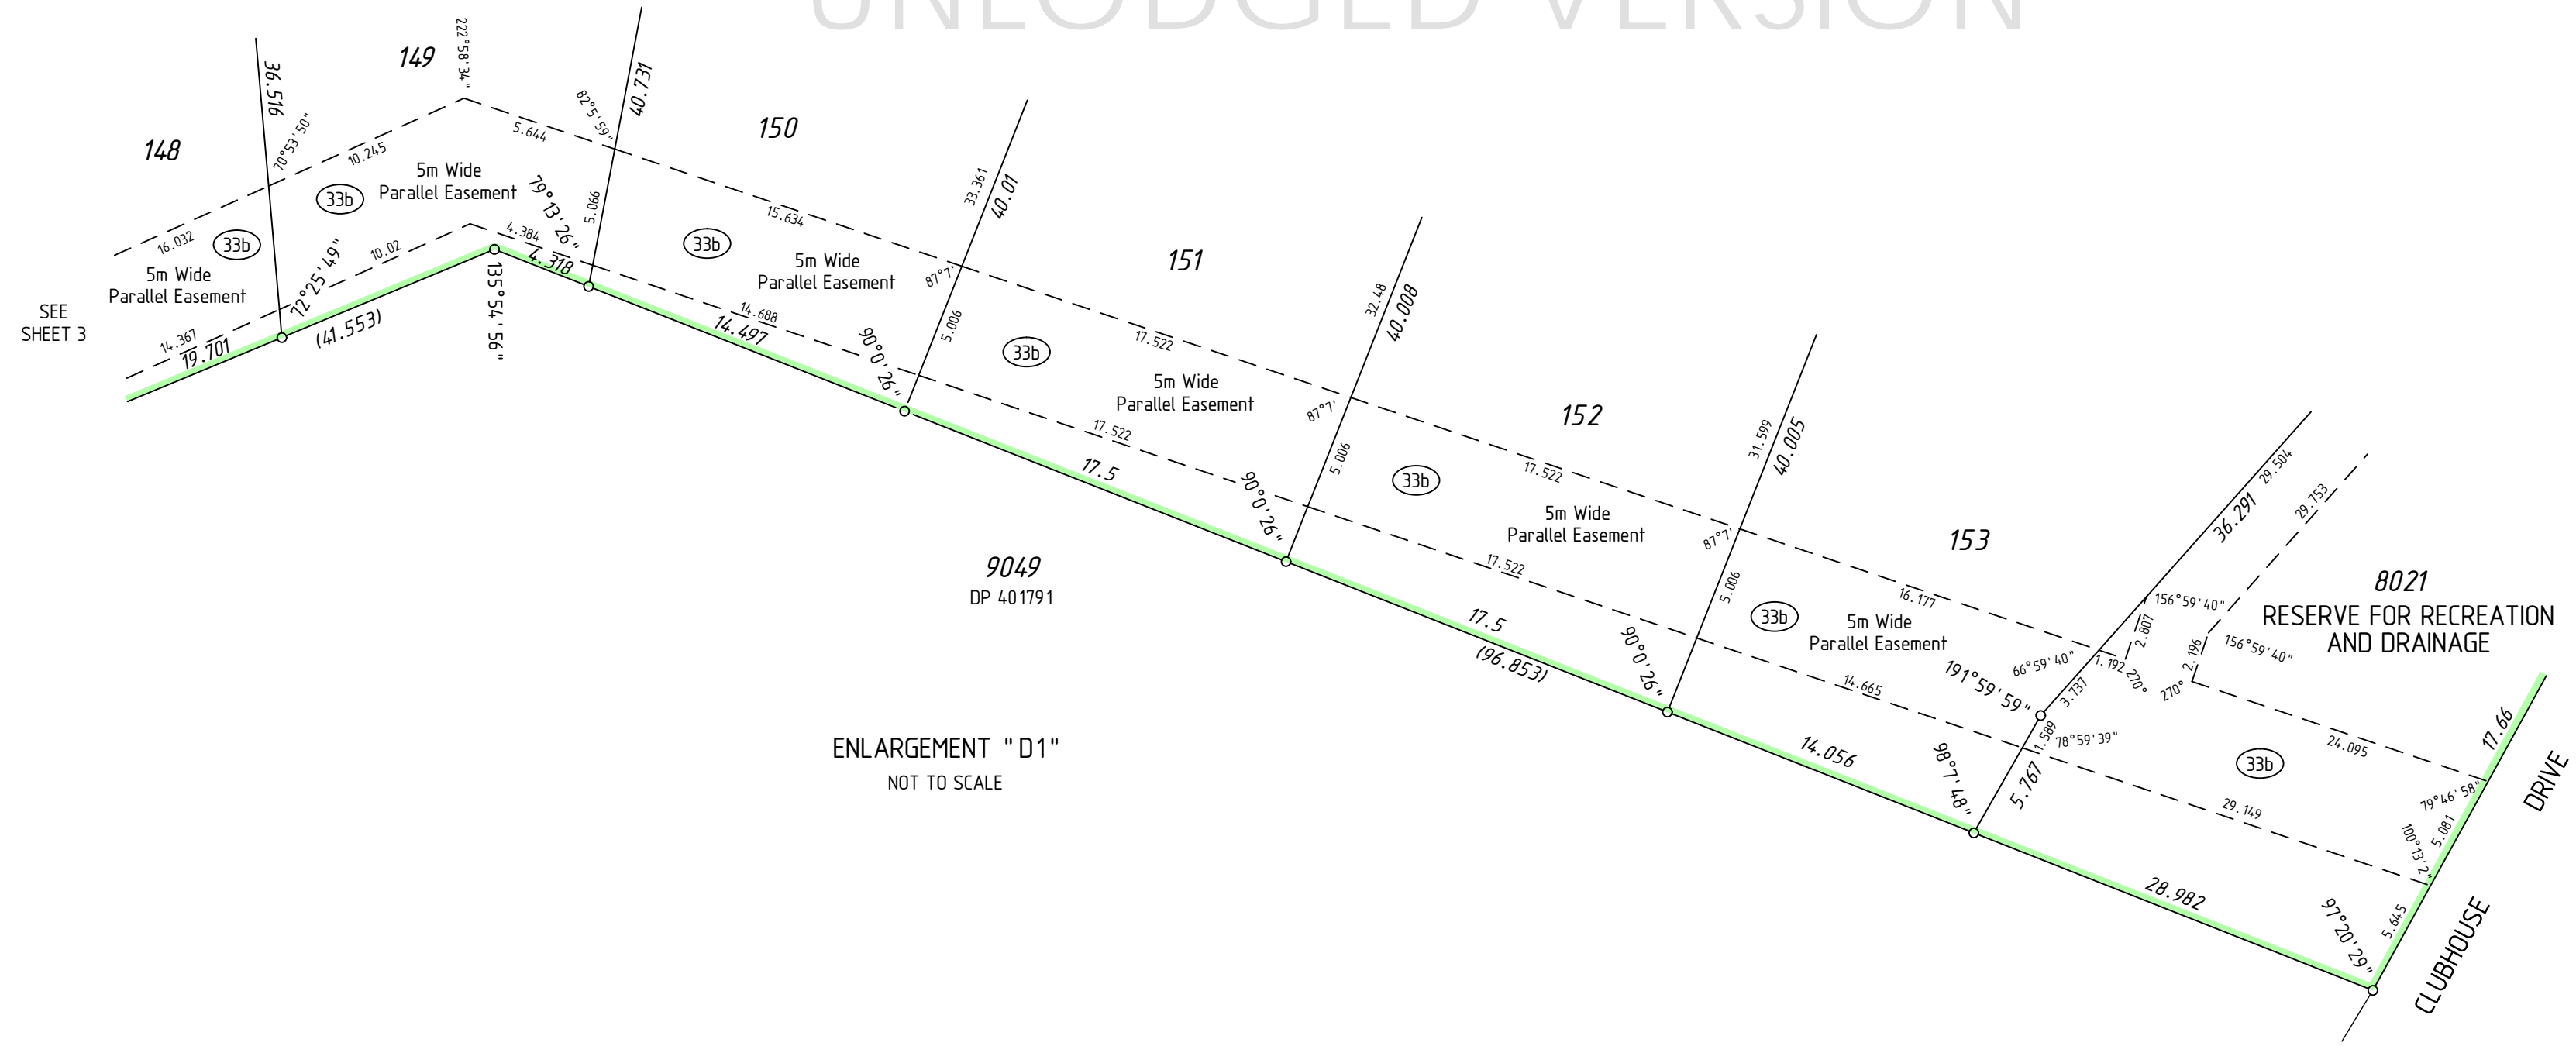 UNLODGED VERSION
149
222°58'34"
36.516
40.731
148
70°53'50"
10.245
5.644
82°5'59"
150
5m Wide
Parallel Easement
33b
16.032
33b
10.02
72°25'49"
79°13'26"
5.066
4.384
4.318
15.634
33.361
40.01
33b
5m Wide
Parallel Easement
5m Wide
Parallel Easement
SEE
SHEET 3
14.367
19.701
(41.553)
135°54'56"
14.688
14.497
87°7'
90°0'26"
5.006
151
32.48
40.008
33b
17.522
5m Wide
Parallel Easement
87°7'
17.522
17.5
90°0'26"
5.006
152
31.599
40.005
33b
17.522
5m Wide
Parallel Easement
87°7'
17.522
17.5
(96.853)
90°0'26"
5.006
153
9049
DP 401791
33b
16.177
5m Wide
Parallel Easement
36.291
29.504
29.753
8021
RESERVE FOR RECREATION
AND DRAINAGE
156°59'40"
2.807
2.196
156°59'40"
66°59'40"
1.192
270°
270°
3.737
191°59'59"
14.665
1.589
78°59'39"
5.767
98°7'48"
14.056
ENLARGEMENT "D1"
NOT TO SCALE
33b
24.095
17.66
79°46'58"
5.081
100°13'2"
29.149
28.982
5.645
97°20'29"
CLUBHOUSE DRIVE